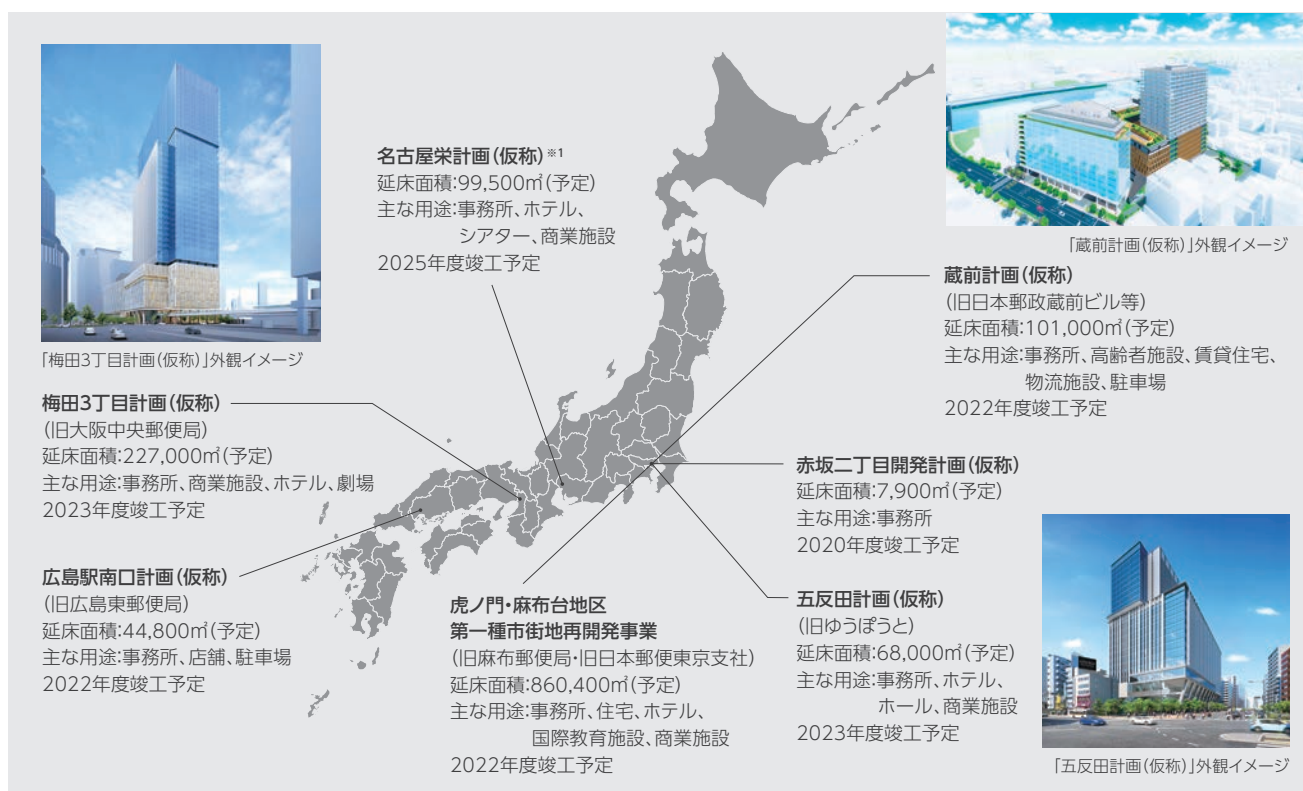 「梅田3丁目計画(仮称)」外観イメージ
梅田3丁目計画(仮称)
(旧大阪中央郵便局)
延床面積:227,000㎡(予定)
主な用途:事務所、商業施設、ホテル、劇場
2023年度竣工予定
広島駅南口計画(仮称)
(旧広島東郵便局)
延床面積:44,800㎡(予定)
主な用途:事務所、店舗、駐車場
2022年度竣工予定
名古屋栄計画(仮称)※1
延床面積:99,500㎡(予定)
主な用途:事務所、ホテル、
シアター、商業施設
2025年度竣工予定
虎ノ門・麻布台地区
第一種市街地再開発事業
(旧麻布郵便局・旧日本郵便東京支社)
延床面積:860,400㎡(予定)
主な用途:事務所、住宅、ホテル、
国際教育施設、商業施設
2022年度竣工予定
「蔵前計画(仮称)」外観イメージ
蔵前計画(仮称)
(旧日本郵政蔵前ビル等)
延床面積:101,000㎡(予定)
主な用途:事務所、高齢者施設、賃貸住宅、
物流施設、駐車場
2022年度竣工予定
赤坂二丁目開発計画(仮称)
延床面積:7,900㎡(予定)
主な用途:事務所
2020年度竣工予定
五反田計画(仮称)
(旧ゆうぽうと)
延床面積:68,000㎡(予定)
主な用途:事務所、ホテル、
ホール、商業施設
2023年度竣工予定
「五反田計画(仮称)」外観イメージ